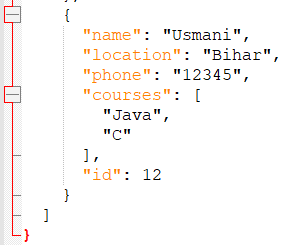 {
"name": "Usmani",
"location": "Bihar",
"phone": "12345",
"courses": [
"Java",
"C"
],
"id": 12
}
]
}